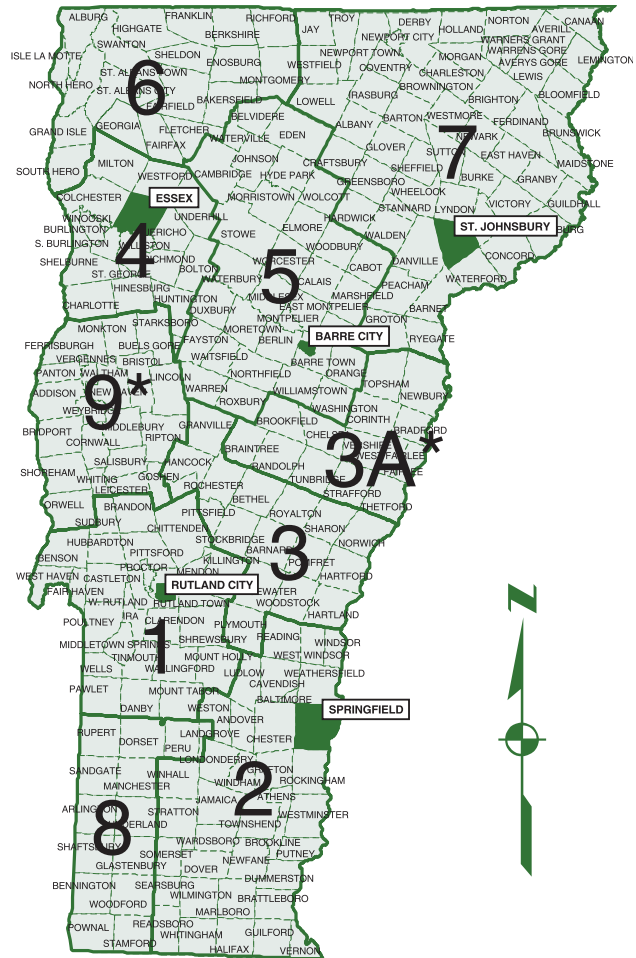 ALBURG
FRANKLIN
RICHFORD
TROY
NORTON
CANAAN
HIGHGATE
BERKSHIRE
JAY
DERBY
HOLLAND
AVERILL
NEWPORT CITY
WARNERS GRANT
SWANTON
WARRENS GORE
ISLE LA MOTTE
SHELDON
ENOSBURG
NEWPORT TOWN
MORGAN
AVERYS GORE
LEMINGTON
WESTFIELD
COVENTRY
CHARLESTON
LEWIS
ST. ALBANS TOWN
6
NORTH HERO
ST. ALBANS CITY
MONTGOMERY
BROWNINGTON
IRASBURG
BLOOMFIELD
FAIRFIELD
BAKERSFIELD
LOWELL
BRIGHTON
BELVIDERE
BARTON
WESTMORE
FERDINAND
GEORGIA
ALBANY
GRAND ISLE
FLETCHER
EDEN
NEWARK
BRUNSWICK
WATERVILLE
FAIRFAX
GLOVER
SUTTON
7
EAST HAVEN
MILTON
JOHNSON
CRAFTSBURY
SHEFFIELD
MAIDSTONE
SOUTH HERO
WESTFORD
CAMBRIDGE
HYDE PARK
GREENSBORO
BURKE
GRANBY
WHEELOCK
COLCHESTER
ESSEX
MORRISTOWN
WOLCOTT
STANNARD
LYNDON
VICTORY
GUILDHALL
WINOOSKI
UNDERHILL
HARDWICK
BURLINGTON
JERICHO
ELMORE
ST. JOHNSBURY
BURG
STOWE
WALDEN
S. BURLINGTON
4
WILLISTON
WOODBURY
CONCORD
SHELBURNE
RICHMOND
WORCESTER
CABOT
DANVILLE
ST. GEORGE
BOLTON
5
WATERBURY
CALAIS
WATERFORD
HINESBURG
PEACHAM
HUNTINGTON
MIDDLESEX
MARSHFIELD
CHARLOTTE
DUXBURY
EAST MONTPELIER
BARNET
MONTPELIER
GROTON
STARKSBORO
MORETOWN
MONKTON
BARRE CITY
FAYSTON
BERLIN
RYEGATE
FERRISBURGH
BUELS GORE
WAITSFIELD
VERGENNES
BRISTOL
BARRE TOWN
PANTON
WALTHAM
LINCOLN
NORTHFIELD
ORANGE
9*
TOPSHAM
ADDISON
NEW HAVEN
WARREN
WILLIAMSTOWN
NEWBURY
ROXBURY
WEYBRIDGE
WASHINGTON
BROOKFIELD
CORINTH
MIDDLEBURY
GRANVILLE
BRIDPORT
RIPTON
CHELSEA
BRADFORD
CORNWALL
BRAINTREE
VERSHIRE
3A*
SALISBURY
HANCOCK
RANDOLPH
WEST FAIRLEE
SHOREHAM
GOSHEN
TUNBRIDGE
FAIRLEE
WHITING
ROCHESTER
LEICESTER
STRAFFORD
BETHEL
ORWELL
BRANDON
THETFORD
PITTSFIELD
ROYALTON
SUDBURY
CHITTENDEN
SHARON
HUBBARDTON
STOCKBRIDGE
NORWICH
PITTSFORD
BARNARD
3
BENSON
KILLINGTON
POMFRET
PROCTOR
MENDON
WEST HAVEN
CASTLETON
RUTLAND CITY
HARTFORD
FAIR HAVEN
W. RUTLAND
RUTLAND TOWN
EWATER
WOODSTOCK
IRA
POULTNEY
CLARENDON
HARTLAND
PLYMOUTH
SHREWSBURY
READING
1
WINDSOR
MIDDLETOWN SPRINGS
TINMOUTH
MOUNT HOLLY
WEST WINDSOR
WELLS
WALLINGFORD
LUDLOW
WEATHERSFIELD
CAVENDISH
PAWLET
MOUNT TABOR
BALTIMORE
DANBY
WESTON
SPRINGFIELD
ANDOVER
RUPERT
LANDGROVE
CHESTER
DORSET
PERU
LONDONDERRY
SANDGATE
WINHALL
GRAFTON
MANCHESTER
WINDHAM
ROCKINGHAM
2
JAMAICA
ATHENS
ARLINGTON
STRATTON
WESTMINSTER
8
SUNDERLAND
TOWNSHEND
WARDSBORO
BROOKLINE
SHAFTSBURY
SOMERSET
NEWFANE
PUTNEY
GLASTENBURY
DOVER
DUMMERSTON
BENNINGTON
SEARSBURG
WILMINGTON
BRATTLEBORO
WOODFORD
MARLBORO
POWNAL
READSBORO
GUILFORD
WHITINGHAM
STAMFORD
HALIFAX
VERNON
N